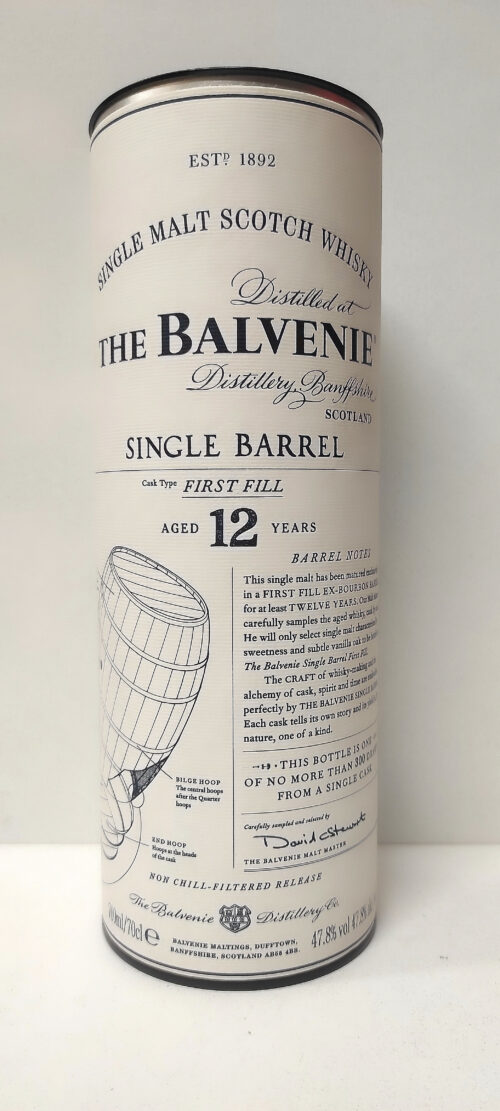 ESTD 1892
SINGLE MALT SCOTCH WHISKY
Distilled at
THE BALVENIE
Distillery, Banffshire
SCOTLAND
SINGLE BARREL
Cask Type FIRST FILL
AGED 12 YEARS
BARREL NOTES
This single malt has been matured
in a FIRST FILL EX-BOURBON
for at least TWELVE YEARS. Our
carefully samples the aged whisky,
He will only select single malt
sweetness and subtle vanilla oak
The Balvenie Single Barrel First Fill.
The CRAFT of whisky-making
alchemy of cask, spirit and time are
perfectly by THE BALVENIE SINGLE
Each cask tells its own story and
nature, one of a kind.
THIS BOTTLE IS ONE
OF NO MORE THAN 300
FROM A SINGLE CASK
Carefully sampled and selected by
David C Stewart
THE BALVENIE MALT MASTER
BILGE HOOP
The central hoops
after the Quarter
hoops
2ND HOOP
Hoops at the heads
of the cask
NON CHILL-FILTERED RELEASE
The Balvenie Distillery Co.
700ml/70cl e
BALVENIE MALTINGS, DUFFTOWN,
BANFFSHIRE, SCOTLAND AB55 4BB.
47.8% vol 47.8%